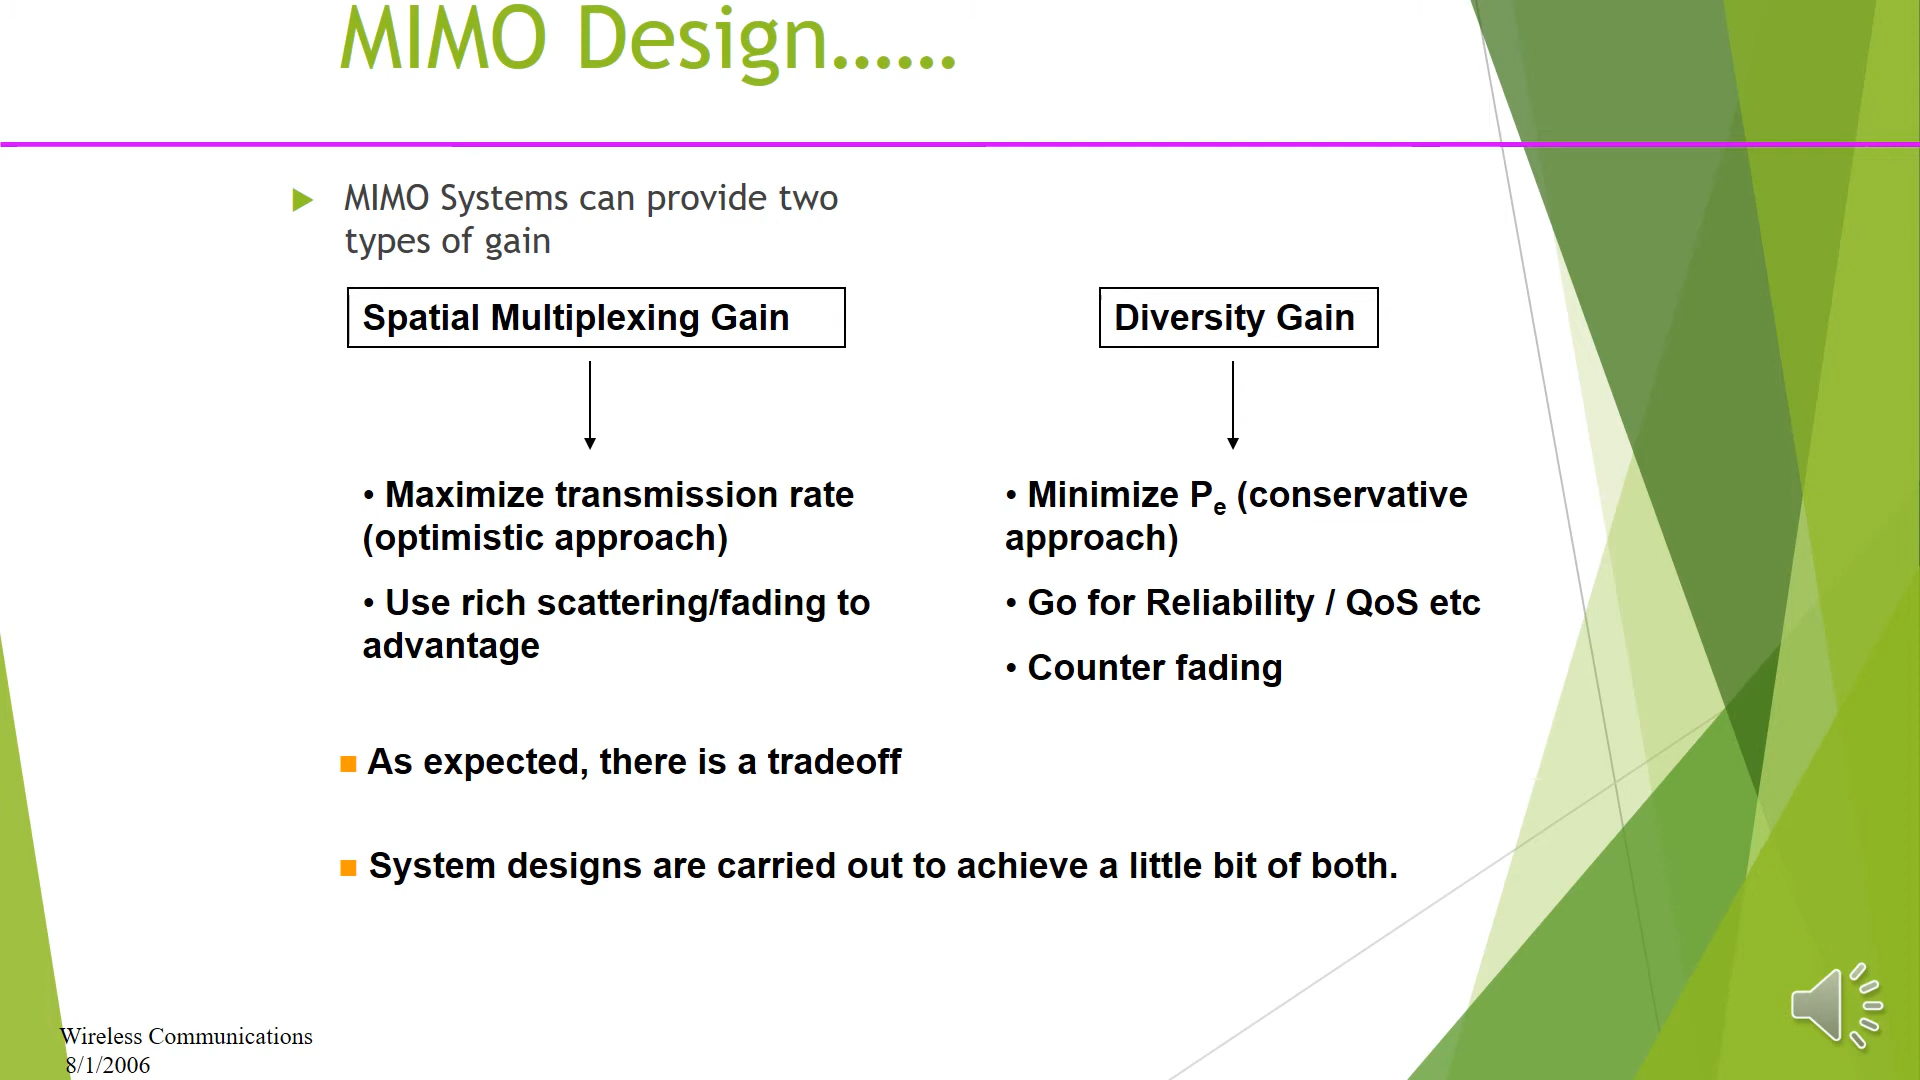 MIMO Design......
MIMO Systems can provide two
types of gain
Spatial Multiplexing Gain
• Maximize transmission rate
(optimistic approach)
• Use rich scattering/fading to
advantage
Diversity Gain
• Minimize Pe (conservative
approach)
• Go for Reliability / QoS etc
• Counter fading
As expected, there is a tradeoff
System designs are carried out to achieve a little bit of both.
Wireless Communications
8/1/2006